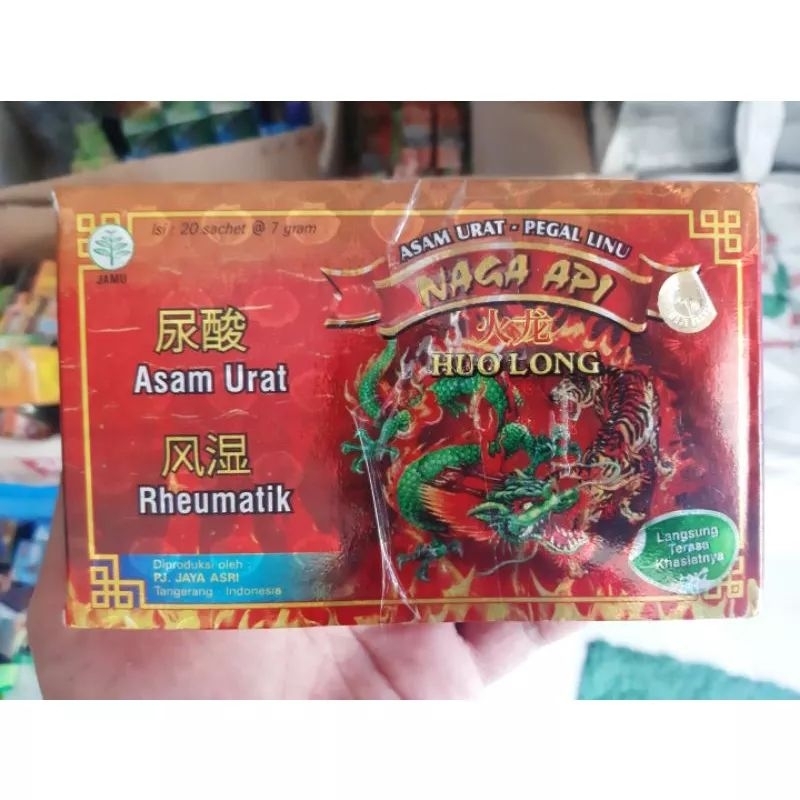 Isi : 20 sachet @ 7 gram
JAMU
尿酸
Asam Urat
风湿
Rheumatik
Diproduksi oleh :
PJ. JAYA ASRI
Tangerang - Indonesia
ASAM URAT - PEGAL LINU
NAGA API
火龙
HUO LONG
Langsung
Terasa
Khasiatnya